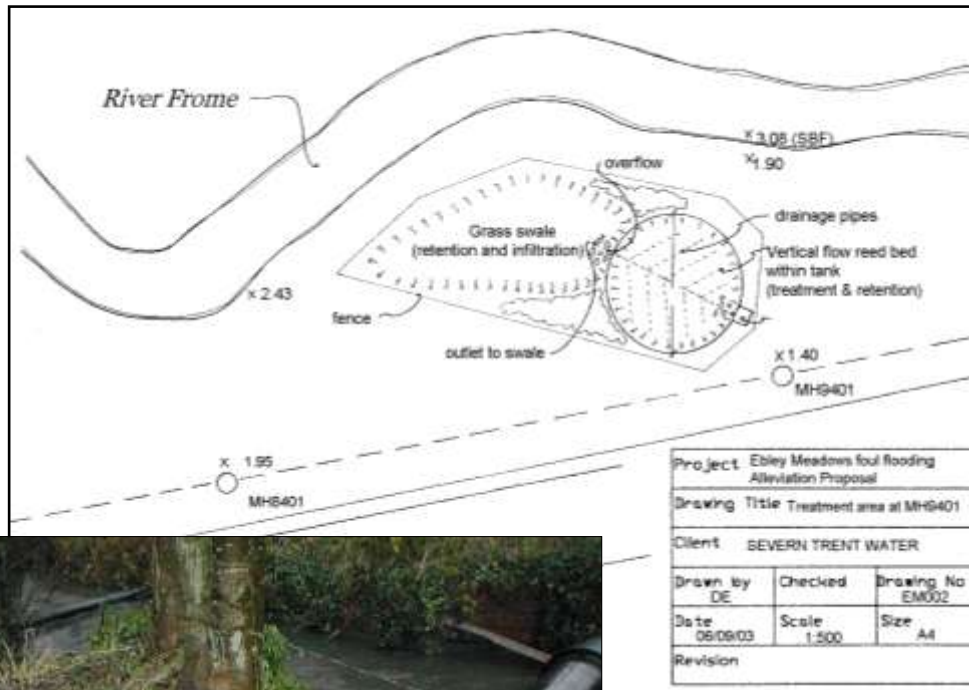 River Frome
x 3.08 (SBF)
x 1.90
overflow
drainage pipes
Grass swale
(retention and infiltration)
Vertical flow reed bed
within tank
(treatment & retention)
x 2.43
fence
outlet to swale
x 1.40
MH9401
x 1.95
MH8401
Project Ebley Meadows foul flooding
Alleviation Proposal
Drawing Title Treatment area at MH9401
Client SEVERN TRENT WATER
Drawn by Checked Drawing No
DE EM002
Date Scale Size
06/09/03 1:500 A4
Revision